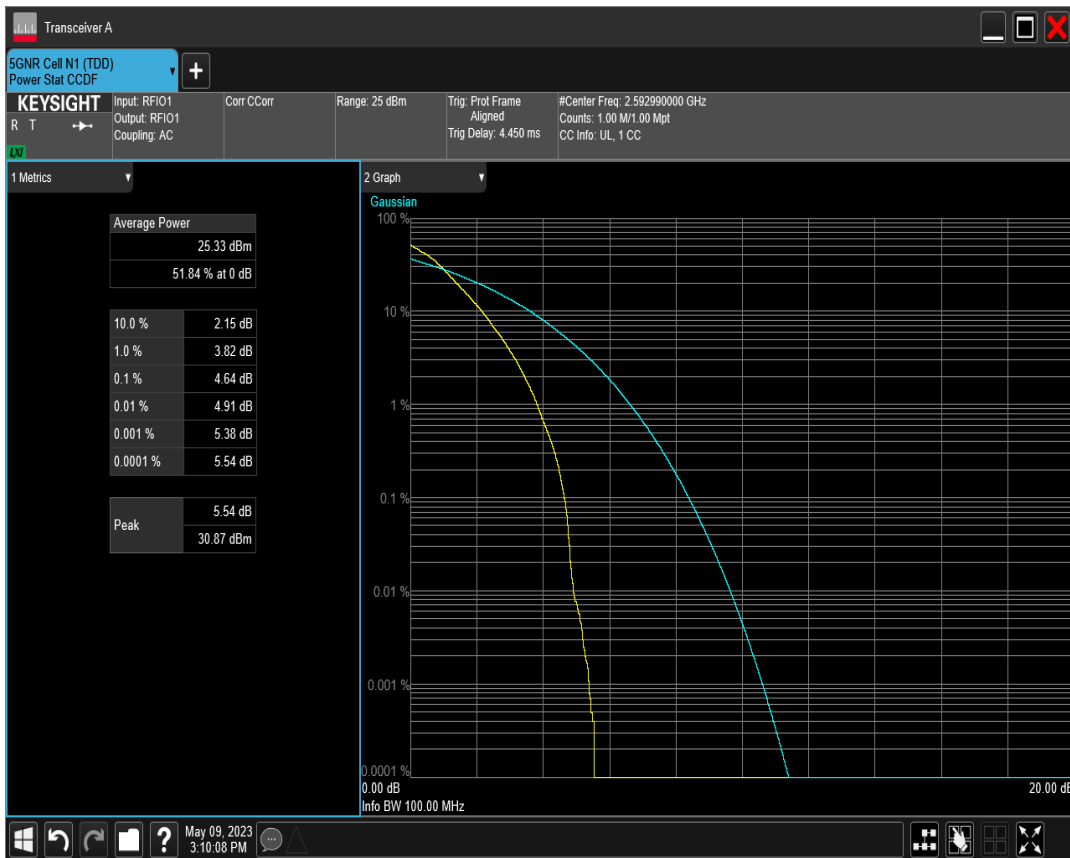 Transceiver A
5GNR Cell N1 (TDD)
Power Stat CCDF
KEYSIGHT
R T
LXI
Input: RFIO1
Output: RFIO1
Coupling: AC
Corr CCorr
Range: 25 dBm
Trig: Prot Frame
Aligned
Trig Delay: 4.450 ms
#Center Freq: 2.592990000 GHz
Counts: 1.00 M/1.00 Mpt
CC Info: UL, 1 CC
1 Metrics
Average Power
25.33 dBm
51.84 % at 0 dB
10.0 % 2.15 dB
1.0 % 3.82 dB
0.1 % 4.64 dB
0.01 % 4.91 dB
0.001 % 5.38 dB
0.0001 % 5.54 dB
Peak
5.54 dB
30.87 dBm
2 Graph
Gaussian
100 %
10 %
1 %
0.1 %
0.01 %
0.001 %
0.0001 %
0.00 dB 20.00 dB
Info BW 100.00 MHz
May 09, 2023
3:10:08 PM